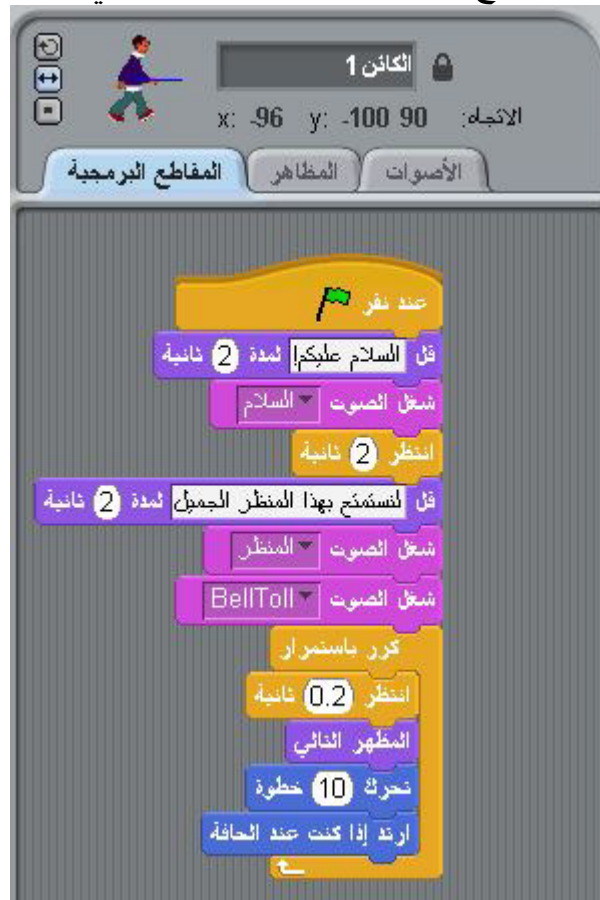 الكائن 1
x: -96 y: -100 90 الاتجاه:
المقاطع البرمجية المظاهر الأصوات
عند نقر
قل السلام عليكم! لمدة 2 ثانية
شغل الصوت السلام
انتظر 2 ثانية
قل لنستمتع بهذا المنظر الجميل لمدة 2 ثانية
شغل الصوت المنظر
شغل الصوت BellToll
كرر باستمرار
انتظر 0.2 ثانية
المظهر التالي
تحرك 10 خطوة
ارتد إذا كنت عند الحافة